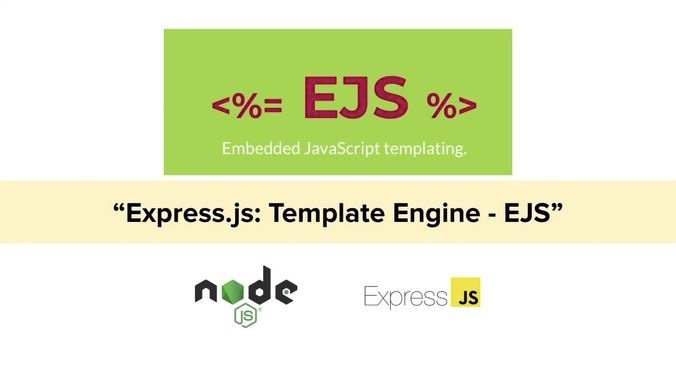 <%= EJS %>
Embedded JavaScript templating.
“Express.js: Template Engine - EJS”
node
JS®
Express JS